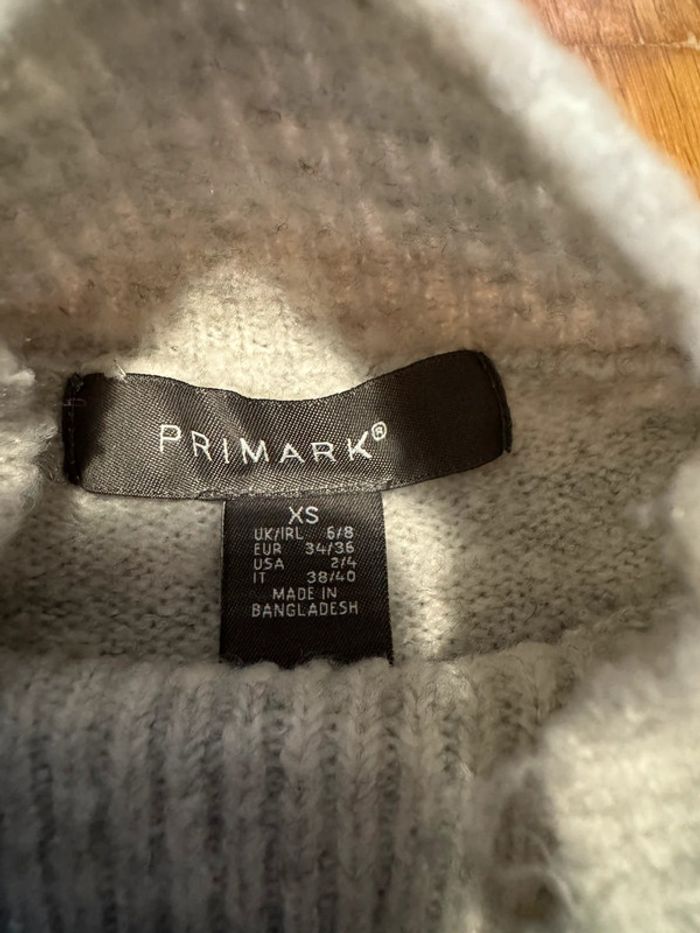 PRIMARK®
XS
UK/IRL 6/8
EUR 34/36
USA 2/4
IT 38/40
MADE IN
BANGLADESH